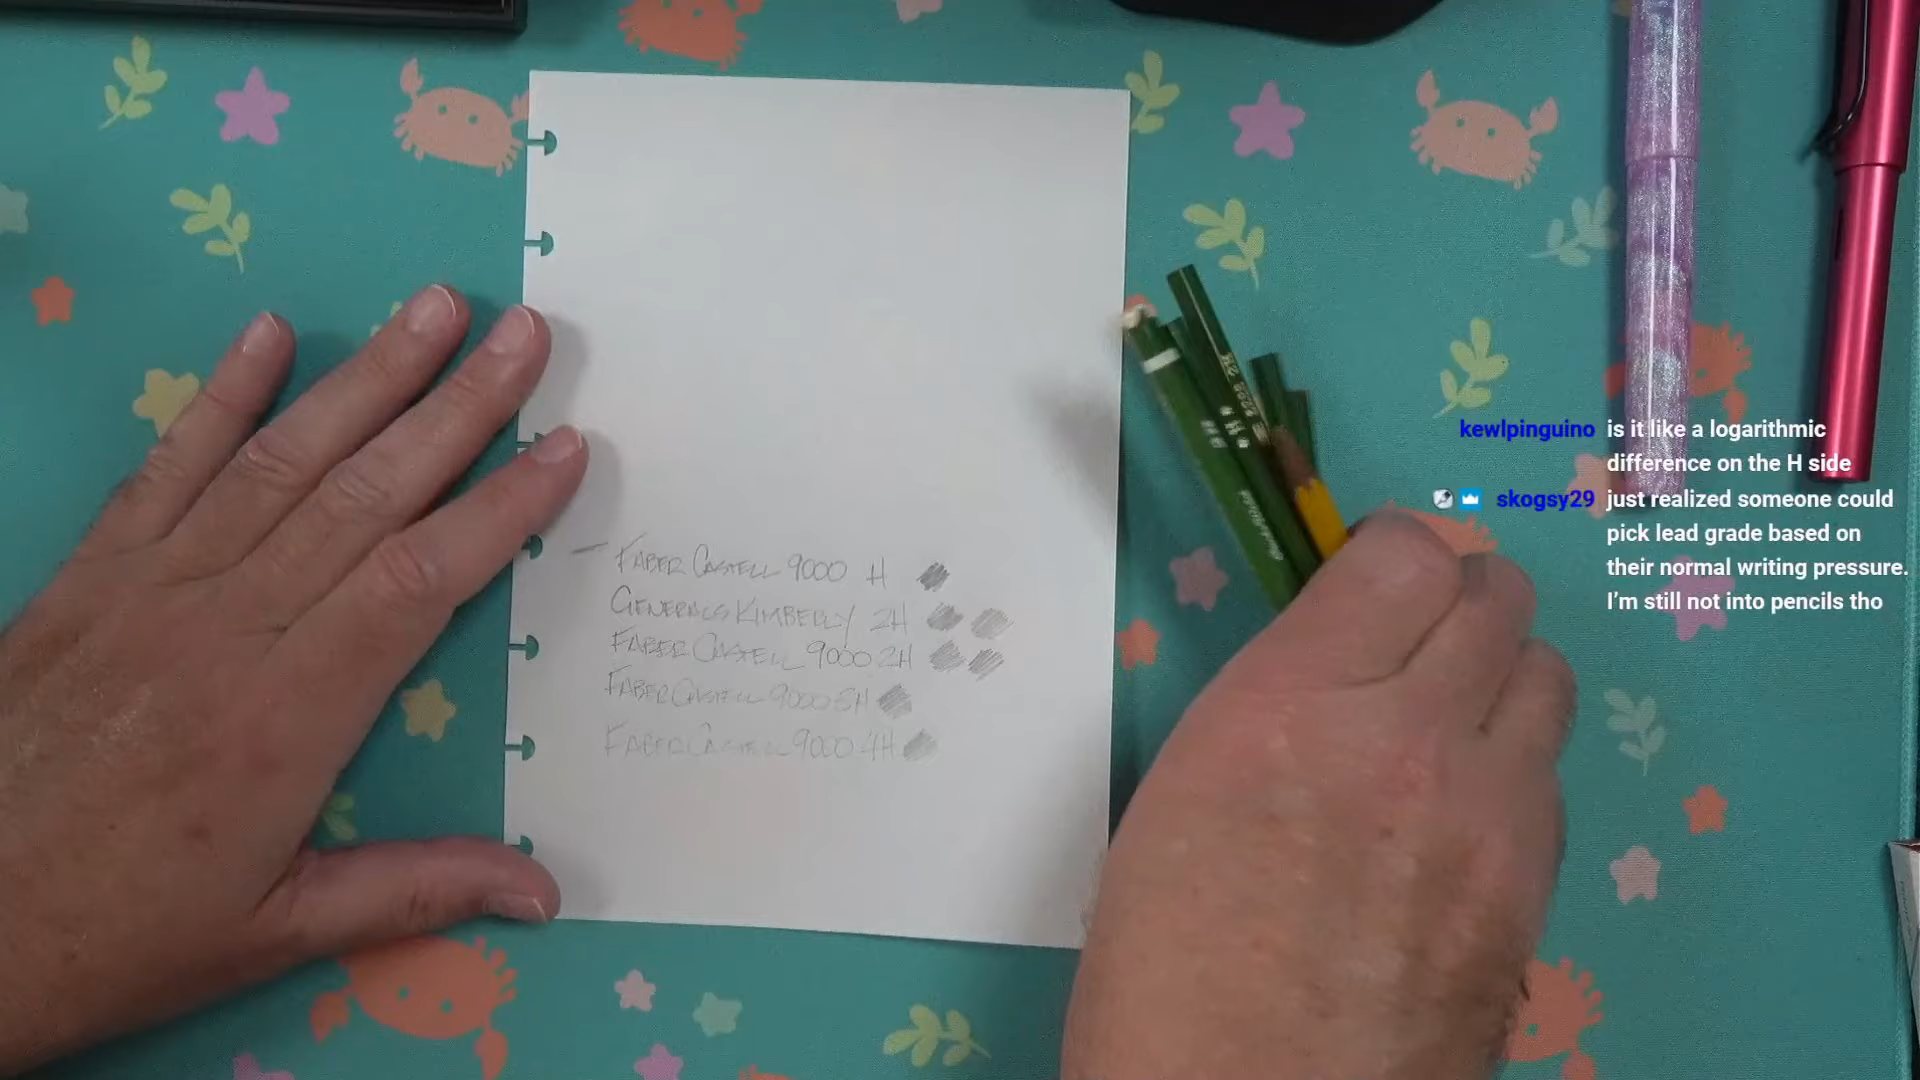 FABER CASTELL 9000 H
GENERALS KIMBERLY 2H
FABER CASTELL 9000 2H
FABER CASTELL 9000 5H
FABER CASTELL 9000 4H
kewlpinguino is it like a logarithmic
difference on the H side
skogsy29 just realized someone could
pick lead grade based on
their normal writing pressure.
I'm still not into pencils tho